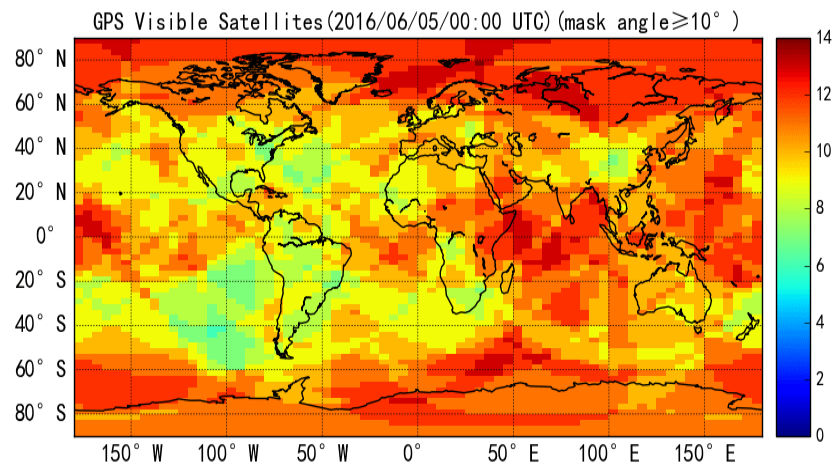 GPS Visible Satellites(2016/06/05/00:00 UTC)(mask angle≥10°)
80° N
60° N
40° N
20° N
0°
20° S
40° S
60° S
80° S
150° W 100° W 50° W 0° 50° E 100° E 150° E
14
12
10
8
6
4
2
0